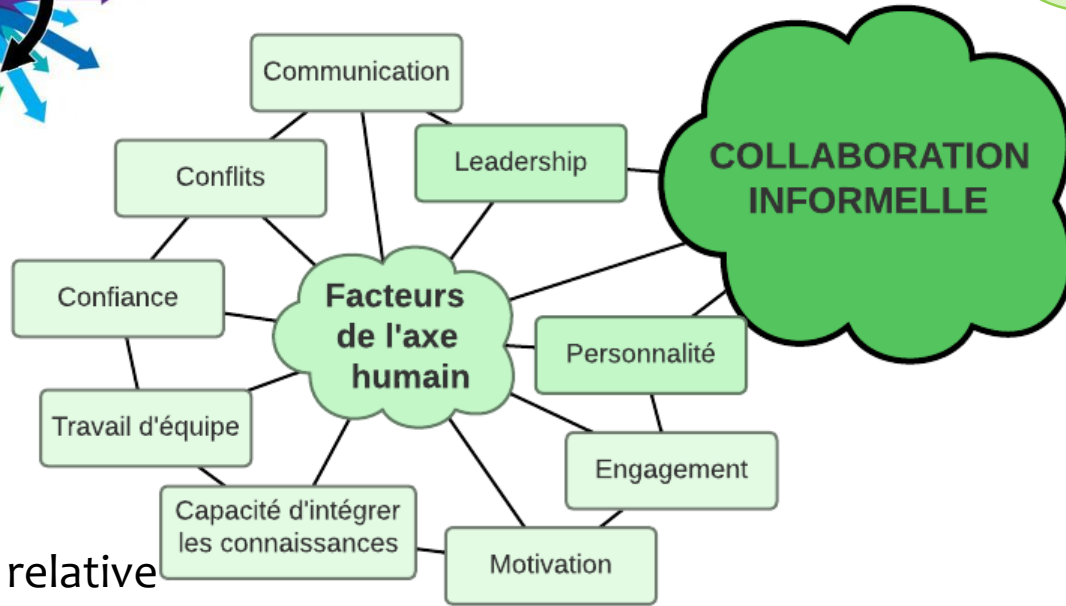 Communication
Leadership
COLLABORATION
INFORMELLE
Conflits
Confiance
Facteurs
de l'axe
humain
Personnalité
Travail d'équipe
Engagement
Capacité d'intégrer
les connaissances
Motivation
relative